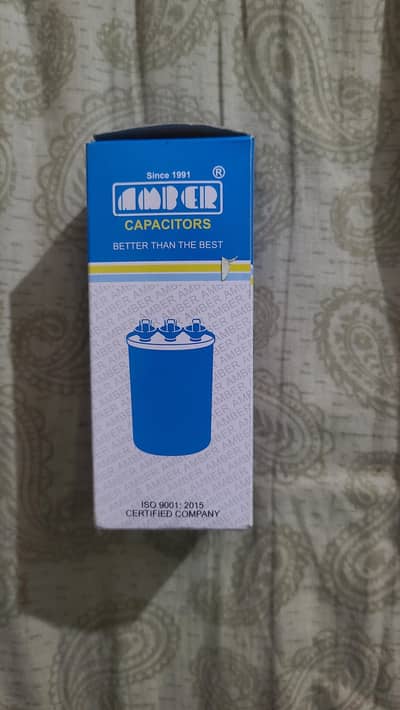 Since 1991
®
AMBER
CAPACITORS
BETTER THAN THE BEST
ISO 9001: 2015
CERTIFIED COMPANY